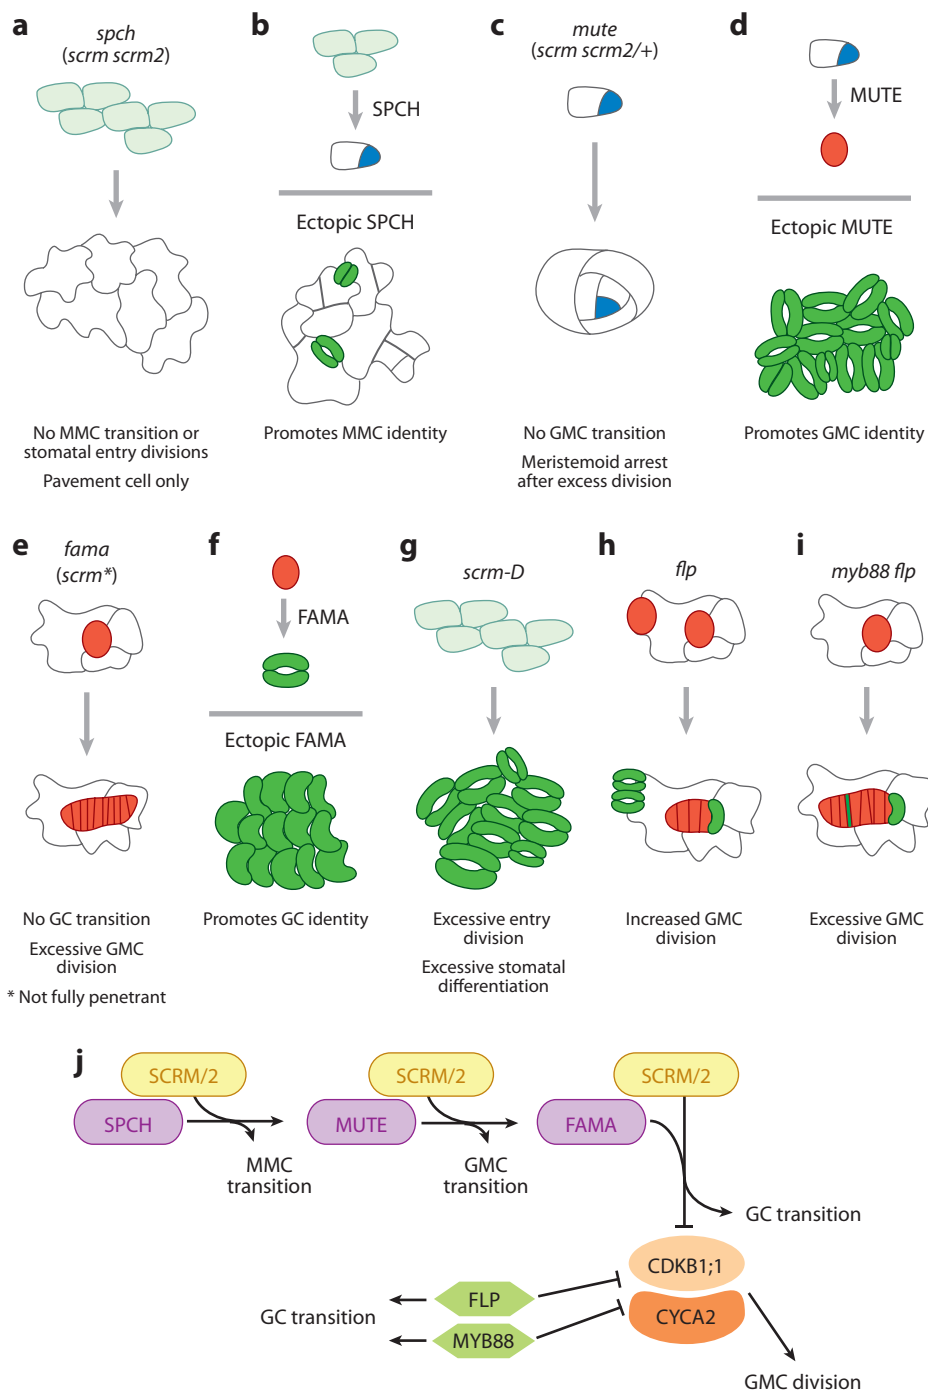 a
spch
(scrm scrm2)
No MMC transition or
stomatal entry divisions
Pavement cell only
b
SPCH
Ectopic SPCH
Promotes MMC identity
c
mute
(scrm scrm2/+)
No GMC transition
Meristemoid arrest
after excess division
d
MUTE
Ectopic MUTE
Promotes GMC identity
e
fama
(scrm*)
No GC transition
Excessive GMC
division
* Not fully penetrant
f
FAMA
Ectopic FAMA
Promotes GC identity
g
scrm-D
Excessive entry
division
Excessive stomatal
differentiation
h
flp
Increased GMC
division
i
myb88 flp
Excessive GMC
division
j
SCRM/2
SPCH
MMC
transition
SCRM/2
MUTE
GMC
transition
SCRM/2
FAMA
GC transition
CDKB1;1
CYCA2
FLP
MYB88
GC transition
GMC division